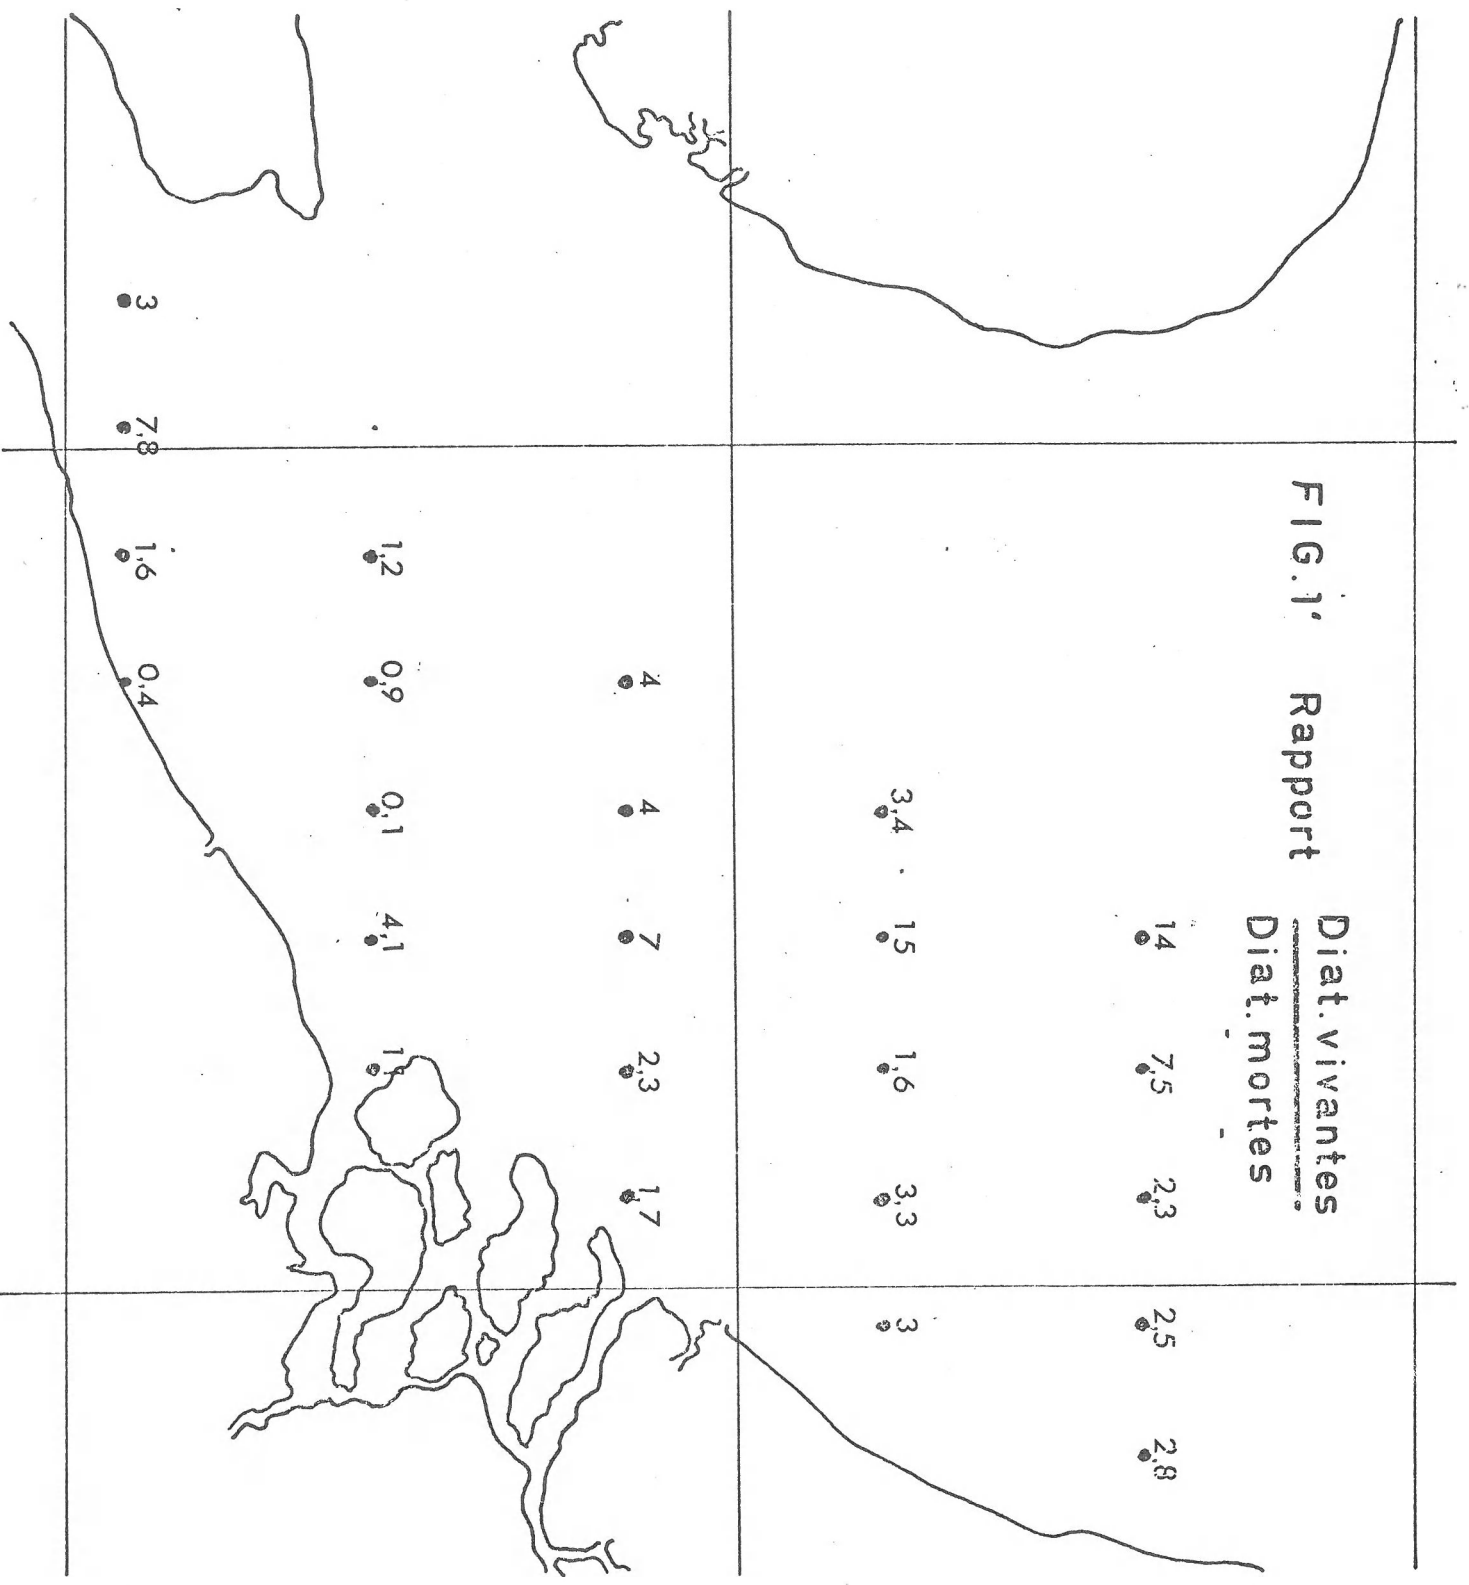 FIG.1' Rapport Diat. vivantes
Diat. mortes
14 7,5 2,3 2,5 2,8
3,4 15 1,6 3,3 3
4 4 7 2,3 1,7
1,2 0,9 0,1 4,1
3 7,8 1,6 0,4